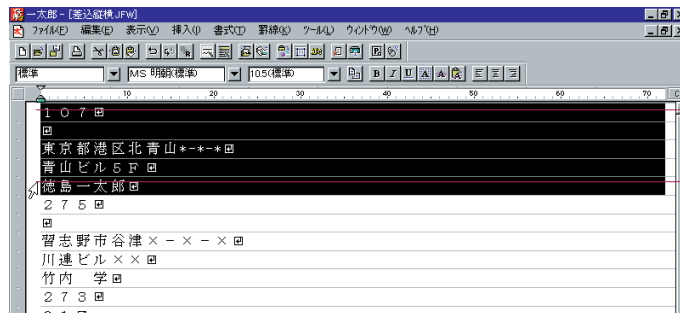 一太郎 - [差込縦横.JFW]
ファイル(F) 編集(E) 表示(V) 挿入(I) 書式(T) 罫線(K) ツール(L) ウィンドウ(W) ヘルプ(H)
標準 MS 明朝(標準) 10.5(標準) B I U A A
10 20 30 40 50 60 70
107
東京都港区北青山*-*-*
青山ビル5F
徳島一太郎
275
習志野市谷津×-×-×
川連ビル××
竹内 学
273